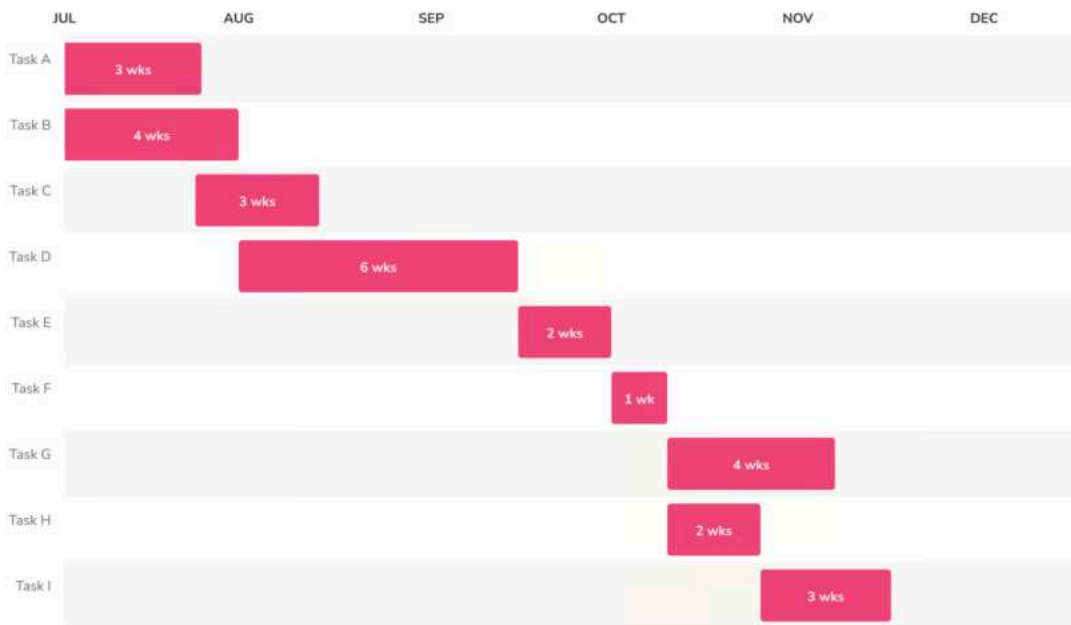 JUL AUG SEP OCT NOV DEC
Task A 3 wks
Task B 4 wks
Task C 3 wks
Task D 6 wks
Task E 2 wks
Task F 1 wk
Task G 4 wks
Task H 2 wks
Task I 3 wks